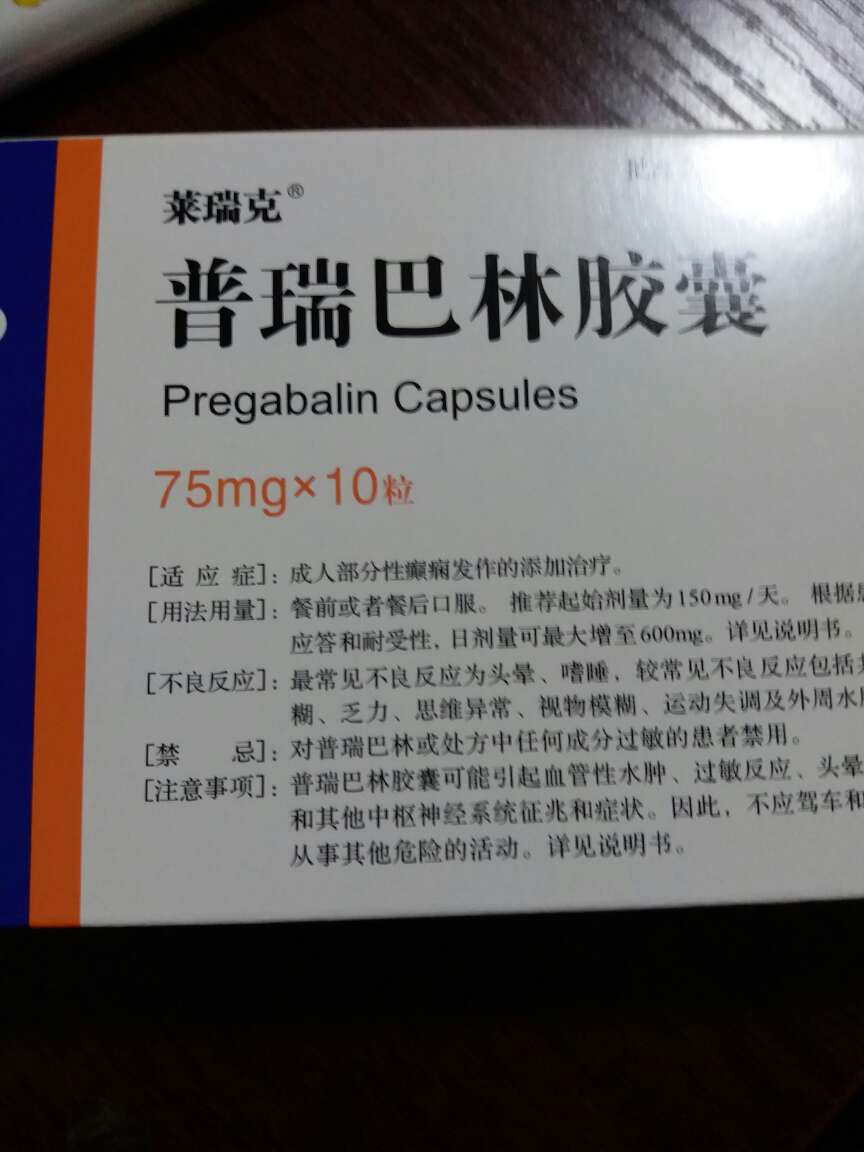 莱瑞克®
普瑞巴林胶囊
Pregabalin Capsules
75mg×10粒
[适 应 症]：成人部分性癫痫发作的添加治疗。
[用法用量]：餐前或者餐后口服。 推荐起始剂量为150mg/天。 根据
应答和耐受性，日剂量可最大增至600mg。详见说明书。
[不良反应]：最常见不良反应为头晕、嗜睡，较常见不良反应包括
糊、乏力、思维异常、视物模糊、运动失调及外周水
[禁 忌]：对普瑞巴林或处方中任何成分过敏的患者禁用。
[注意事项]：普瑞巴林胶囊可能引起血管性水肿、过敏反应、头晕
和其他中枢神经系统征兆和症状。因此，不应驾车和
从事其他危险的活动。详见说明书。